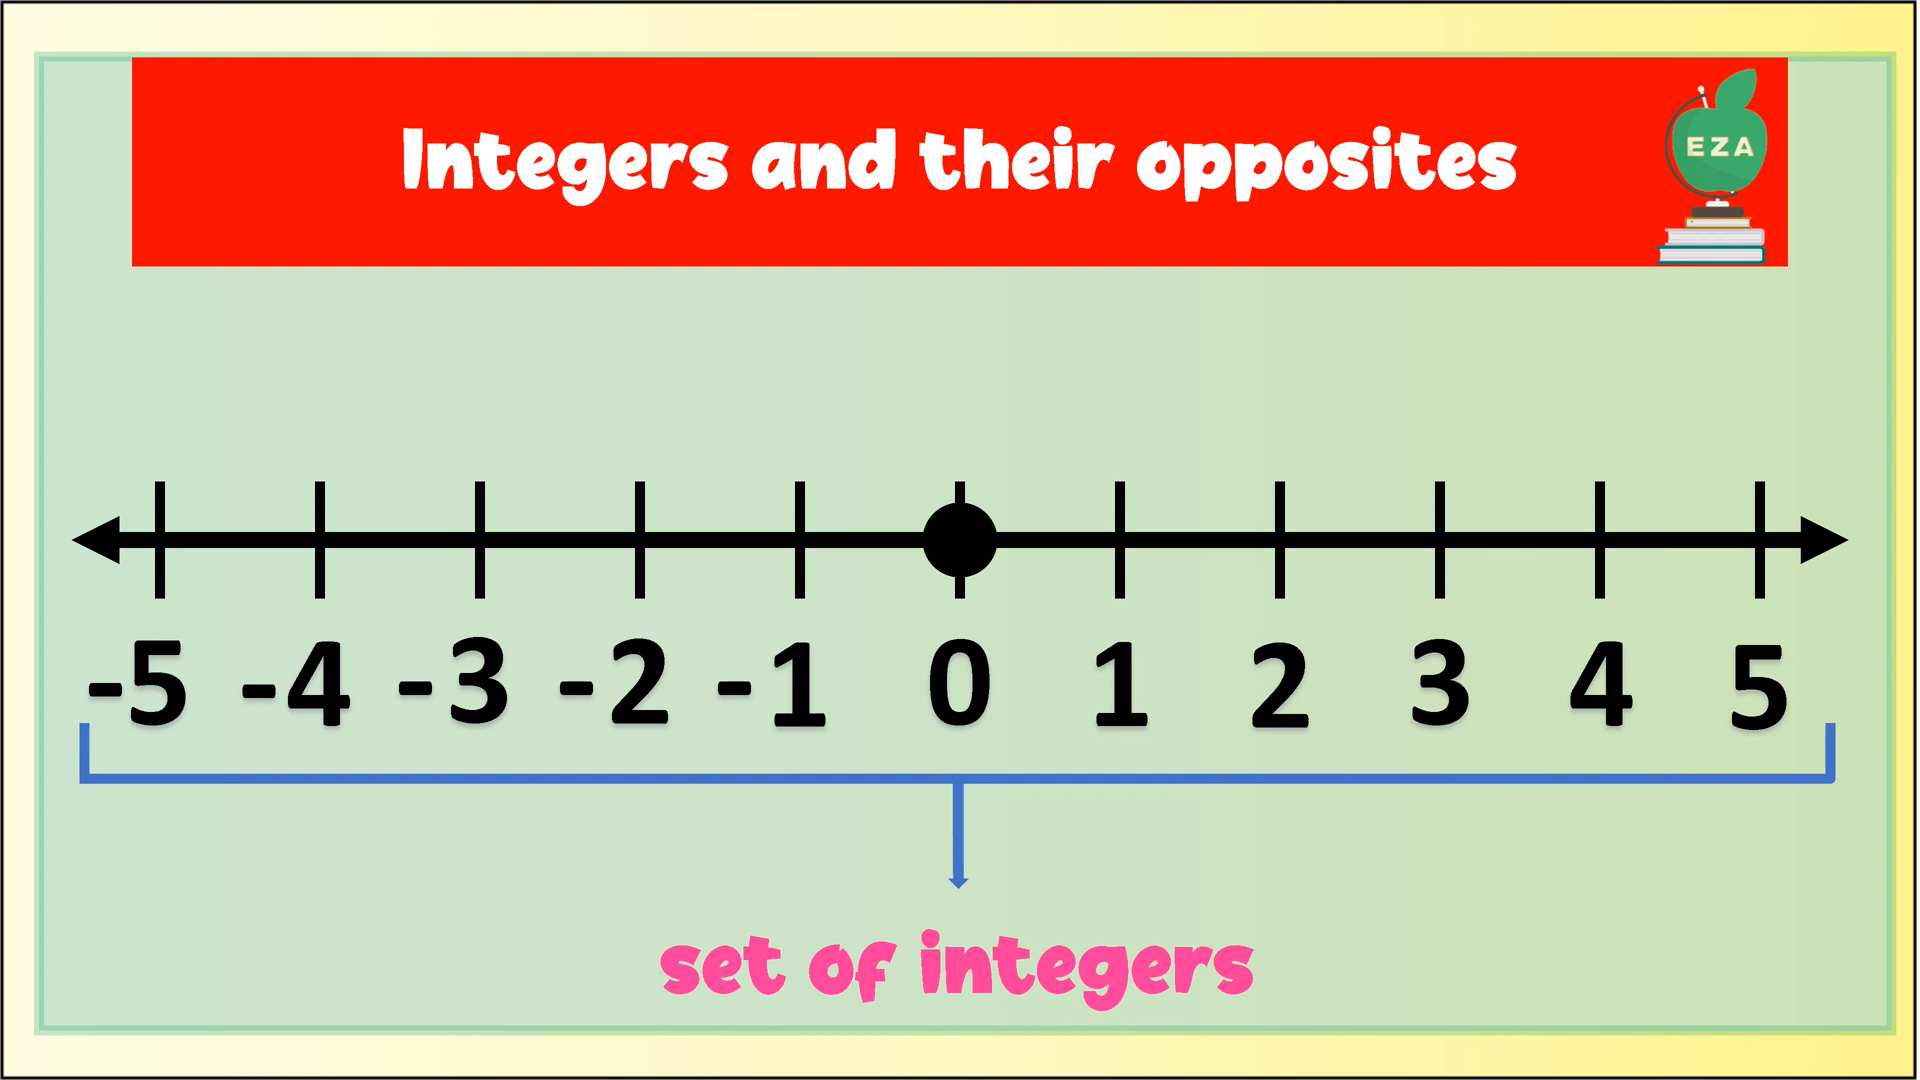 Integers and their opposites
EZA
-5 -4 -3 -2 -1 0 1 2 3 4 5
set of integers